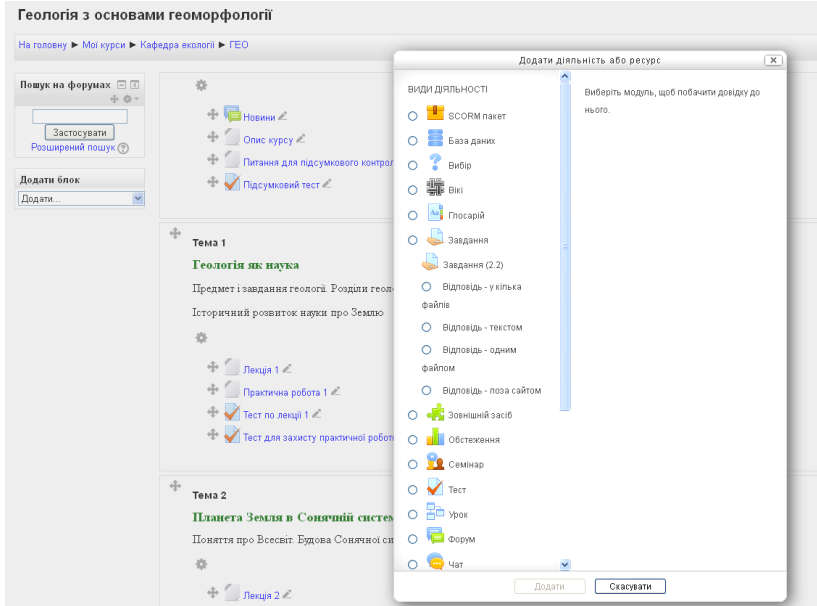 Геологія з основами геоморфології
На головну ► Мої курси ► Кафедра екології ► ГЕО
Пошук на форумах
Застосувати
Розширений пошук
Додати блок
Додати...
Новини
Опис курсу
Питання для підсумкового контрол
Підсумковий тест
Тема 1
Геологія як наука
Предмет і завдання геології. Розділи геол
Історичний розвиток науки про Землю
Лекція 1
Практична робота 1
Тест по лекції 1
Тест для захисту практичної робот
Тема 2
Планета Земля в Сонячній систем
Поняття про Всесвіт. Будова Сонячної си
Лекція 2
Додати діяльність або ресурс
ВИДИ ДІЯЛЬНОСТІ
SCORM пакет
База даних
Вибір
Вікі
Глосарій
Завдання
Завдання (2.2)
Відповідь - у кілька
файлів
Відповідь - текстом
Відповідь - одним
файлом
Відповідь - поза сайтом
Зовнішній засіб
Обстеження
Семінар
Тест
Урок
Форум
Чат
Виберіть модуль, щоб побачити довідку до
нього.
Додати
Скасувати